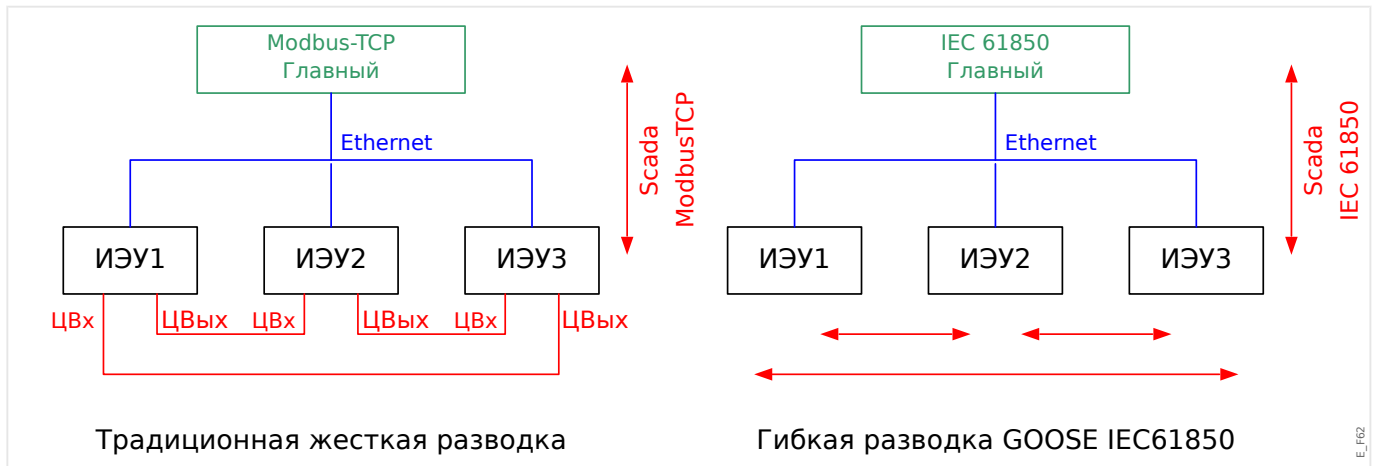 Modbus-TCP
Главный
Ethernet
Scada
ModbusTCP
ИЭУ1
ИЭУ2
ИЭУ3
ЦВх
ЦВых
ЦВх
ЦВых
ЦВх
ЦВых
Традиционная жесткая разводка
IEC 61850
Главный
Ethernet
Scada
IEC 61850
ИЭУ1
ИЭУ2
ИЭУ3
Гибкая разводка GOOSE IEC61850
E_F62